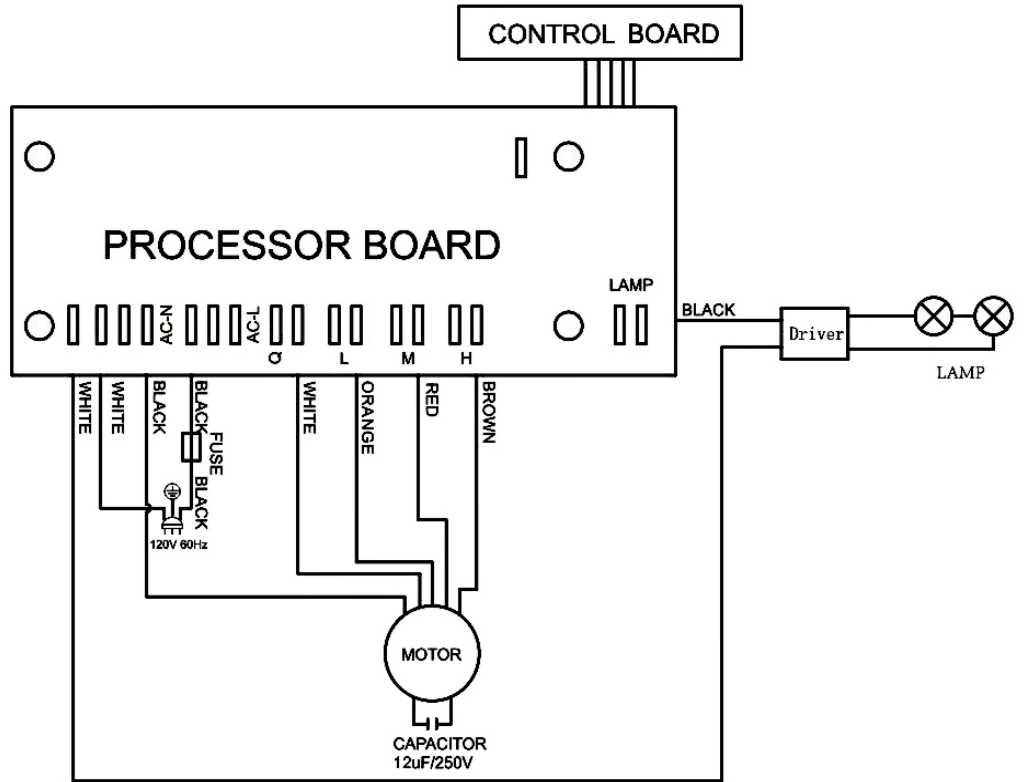 CONTROL BOARD
PROCESSOR BOARD
LAMP
AC-N
AC-L
L
M
H
BLACK
Driver
LAMP
WHITE
WHITE
BLACK
BLACK
FUSE
BLACK
WHITE
ORANGE
RED
BROWN
120V 60Hz
MOTOR
CAPACITOR
12uF/250V